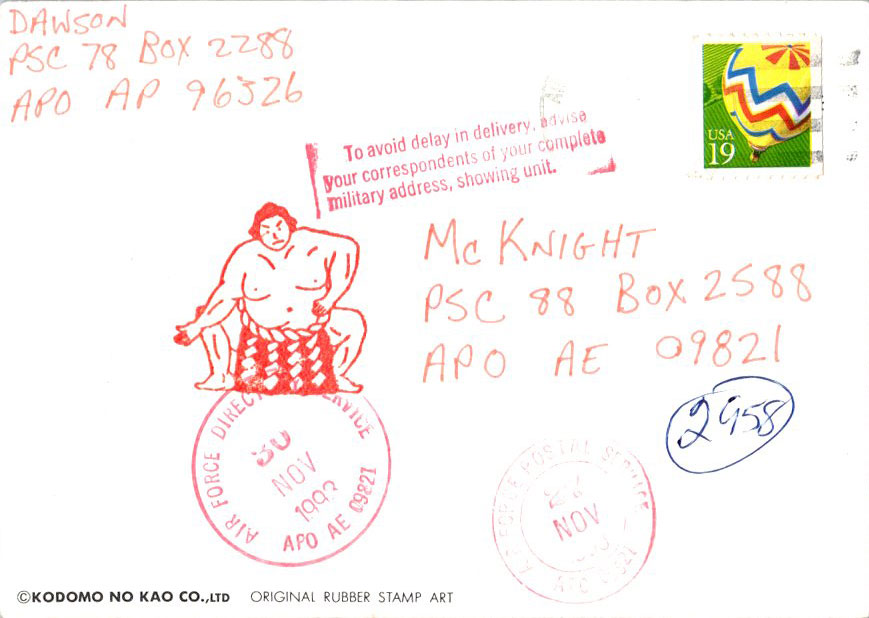 DAWSON
PSC 78 BOX 2288
APO AP 96326
USA
19
To avoid delay in delivery, advise
your correspondents of your complete
military address, showing unit.
McKNIGHT
PSC 88 BOX 2588
APO AE 09821
2958
AIR FORCE SERVICE
30
NOV
1993
APO AE 09821
POSTAL
NOV
©KODOMO NO KAO CO.,LTD ORIGINAL RUBBER STAMP ART